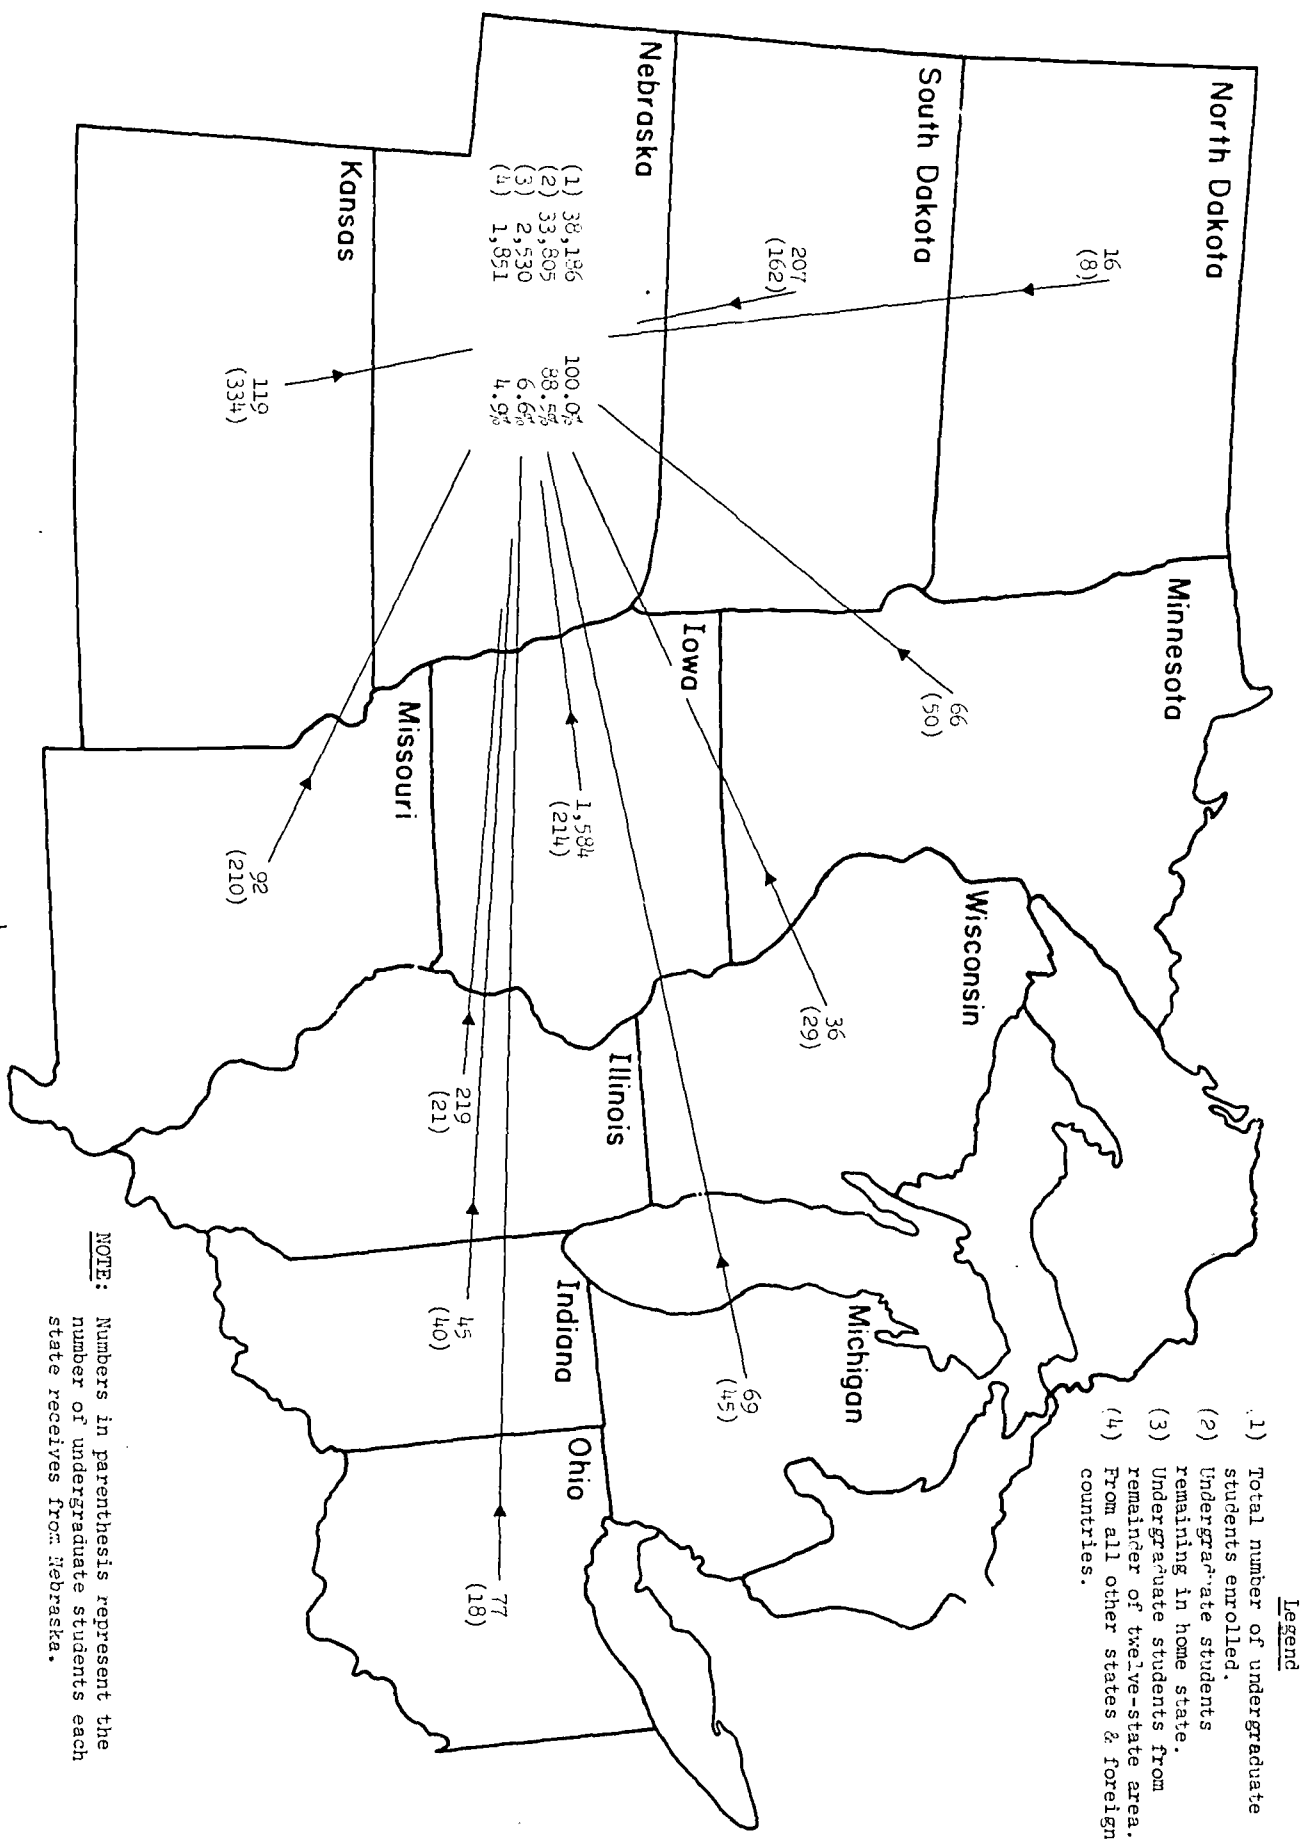 North Dakota
16
(8)
South Dakota
207
(162)
Nebraska
(1) 38,186 100.0%
(2) 33,805 88.5%
(3) 2,530 6.6%
(4) 1,851 4.9%
Kansas
119
(334)
Minnesota
66
(50)
Iowa
1,584
(214)
Missouri
92
(210)
Wisconsin
36
(29)
Illinois
219
(21)
Michigan
69
(45)
Indiana
45
(40)
Ohio
77
(18)
Legend
1) Total number of undergraduate
students enrolled.
(2) Undergraduate students
remaining in home state.
(3) Undergraduate students from
remainder of twelve-state area.
(4) From all other states & foreign
countries.
NOTE: Numbers in parenthesis represent the
number of undergraduate students each
state receives from Nebraska.